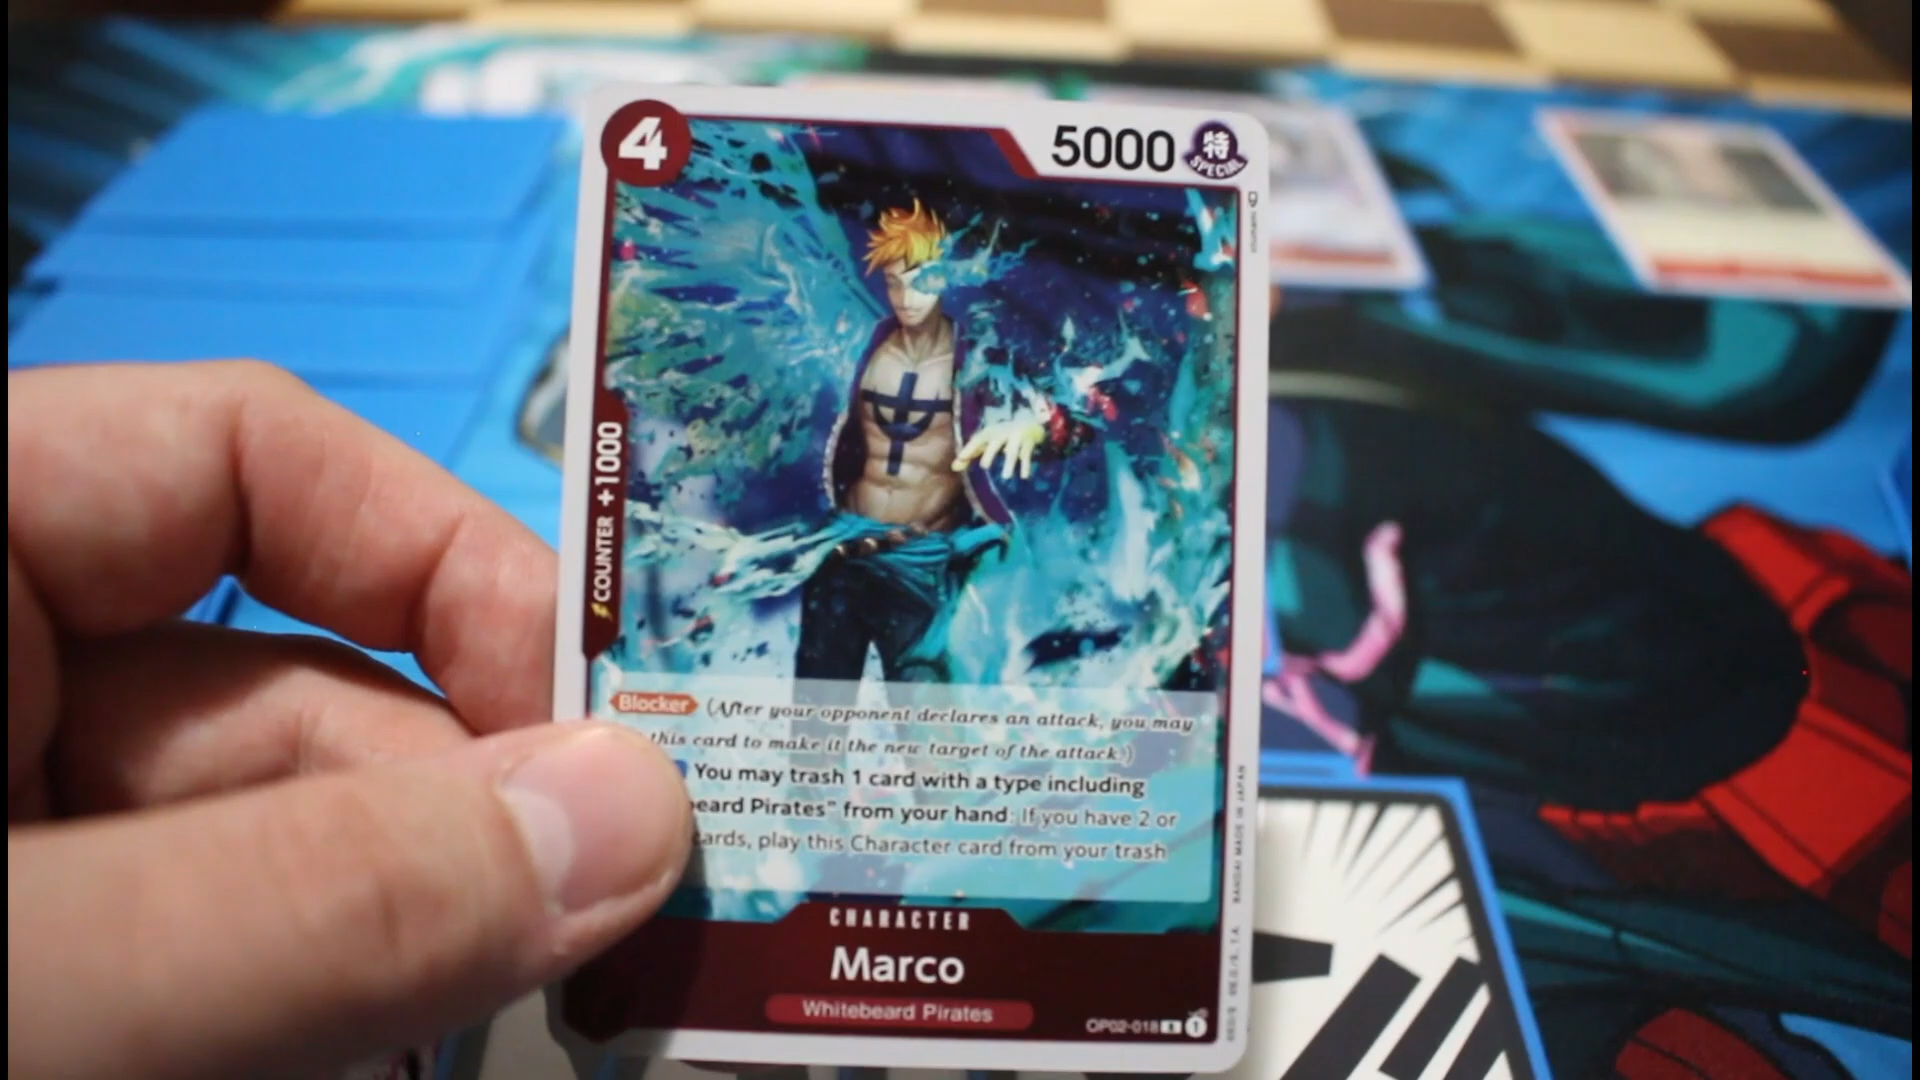 4
5000
特
SPECIAL
COUNTER +1000
Blocker (After your opponent declares an attack, you may
this card to make it the new target of the attack.)
You may trash 1 card with a type including
eard Pirates" from your hand: If you have 2 or
cards, play this Character card from your trash
CHARACTER
Marco
Whitebeard Pirates
OP02-018 R 1
BANDAI MADE IN JAPAN